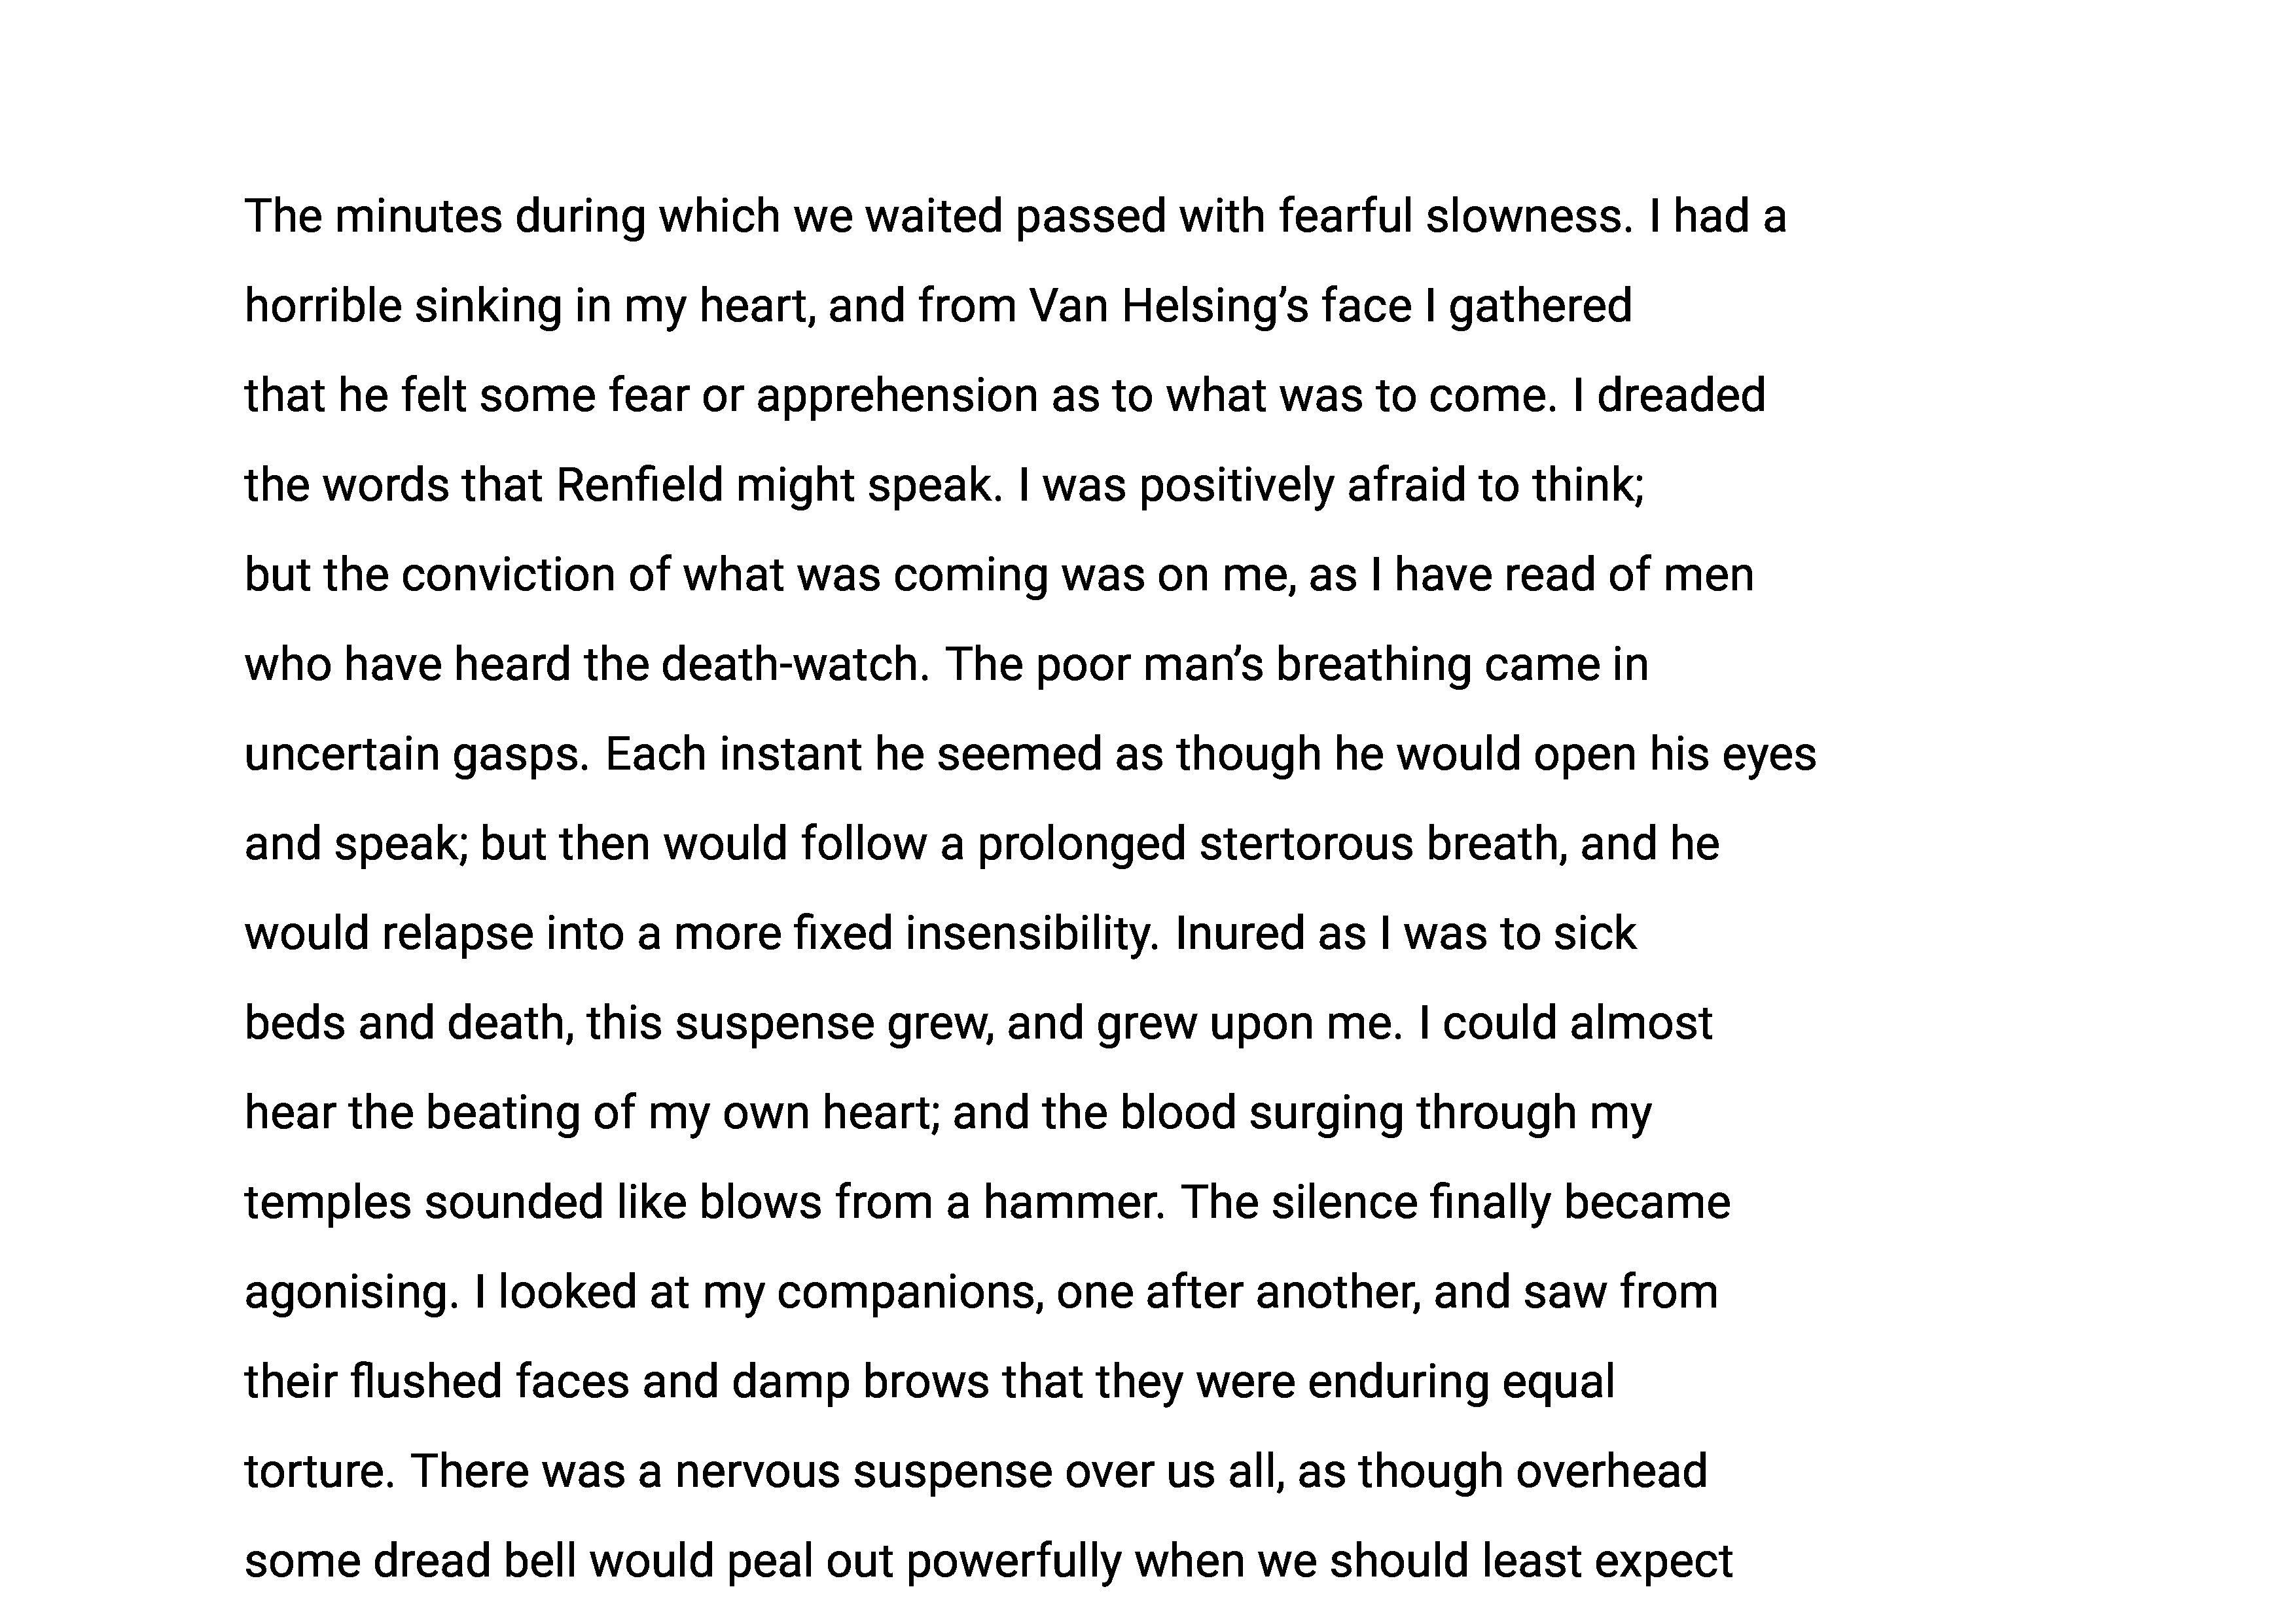 The minutes during which we waited passed with fearful slowness. I had a
horrible sinking in my heart, and from Van Helsing’s face I gathered
that he felt some fear or apprehension as to what was to come. I dreaded
the words that Renfield might speak. I was positively afraid to think;
but the conviction of what was coming was on me, as I have read of men
who have heard the death-watch. The poor man’s breathing came in
uncertain gasps. Each instant he seemed as though he would open his eyes
and speak; but then would follow a prolonged stertorous breath, and he
would relapse into a more fixed insensibility. Inured as I was to sick
beds and death, this suspense grew, and grew upon me. I could almost
hear the beating of my own heart; and the blood surging through my
temples sounded like blows from a hammer. The silence finally became
agonising. I looked at my companions, one after another, and saw from
their flushed faces and damp brows that they were enduring equal
torture. There was a nervous suspense over us all, as though overhead
some dread bell would peal out powerfully when we should least expect